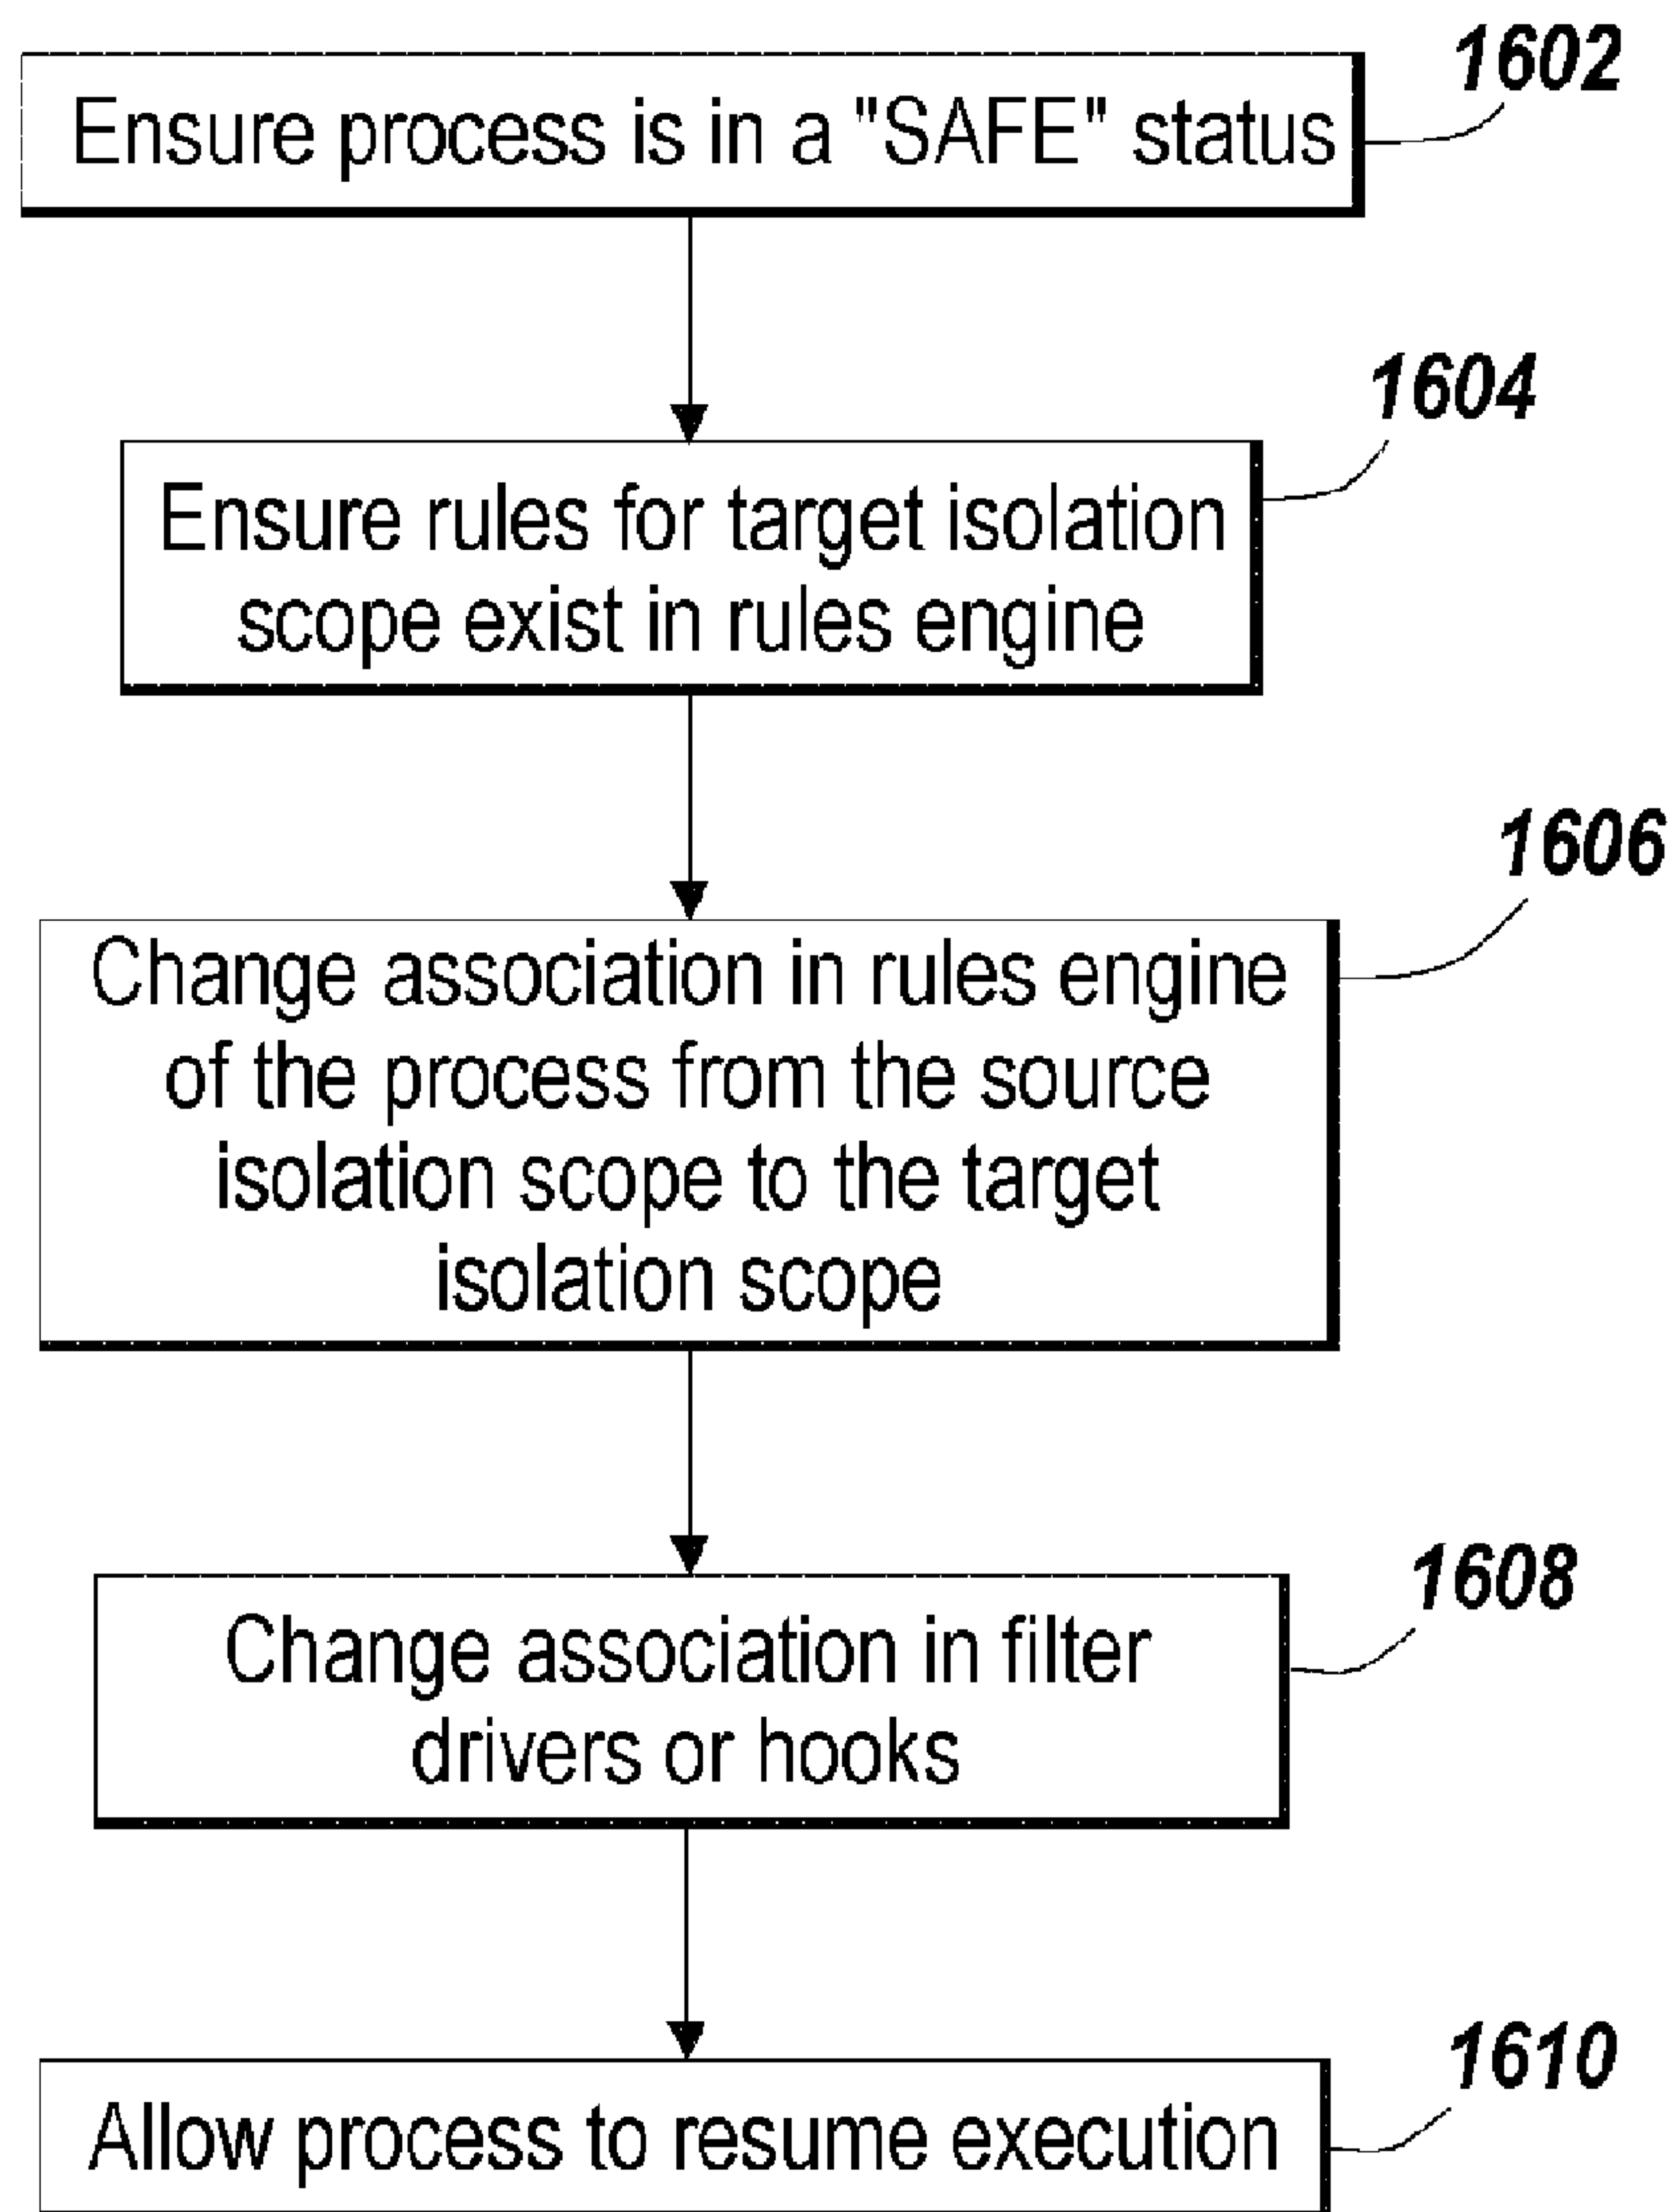 1602
Ensure process is in a "SAFE" status
1604
Ensure rules for target isolation
scope exist in rules engine
1606
Change association in rules engine
of the process from the source
isolation scope to the target
isolation scope
1608
Change association in filter
drivers or hooks
1610
Allow process to resume execution